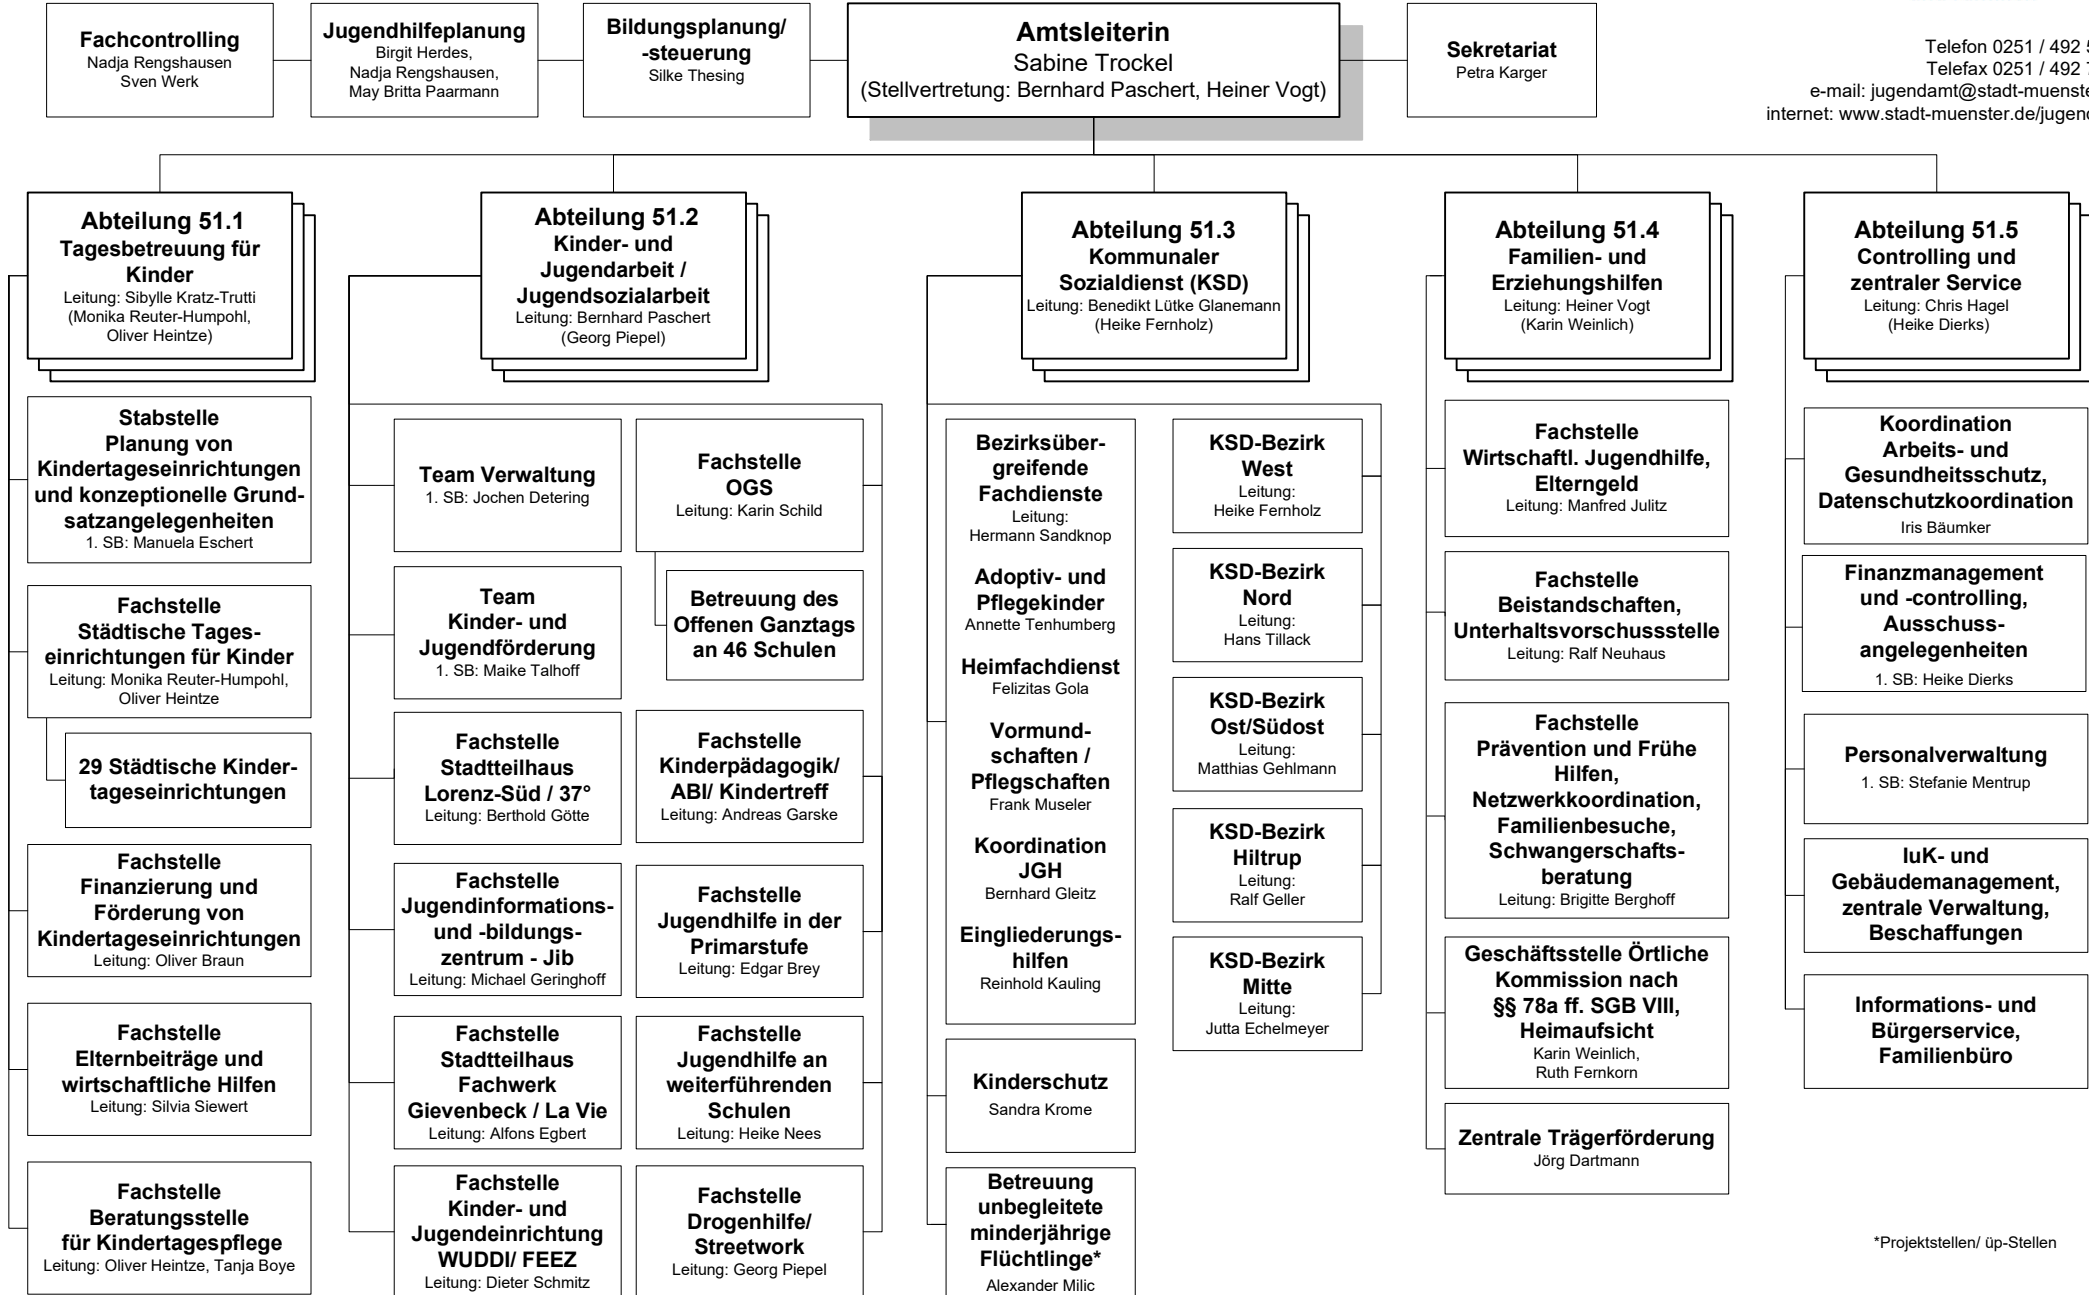 Fachcontrolling
Nadja Rengshausen
Sven Werk
Jugendhilfeplanung
Birgit Herdes,
Nadja Rengshausen,
May Britta Paarmann
Bildungsplanung/
-steuerung
Silke Thesing
Amtsleiterin
Sabine Trockel
(Stellvertretung: Bernhard Paschert, Heiner Vogt)
Sekretariat
Petra Karger
Telefon 0251 / 492
Telefax 0251 / 492
e-mail: jugendamt@stadt-muenste
internet: www.stadt-muenster.de/jugend
Abteilung 51.1
Tagesbetreuung für
Kinder
Leitung: Sibylle Kratz-Trutti
(Monika Reuter-Humpohl,
Oliver Heintze)
Stabstelle
Planung von
Kindertageseinrichtungen
und konzeptionelle Grund-
satzangelegenheiten
1. SB: Manuela Eschert
Fachstelle
Städtische Tages-
einrichtungen für Kinder
Leitung: Monika Reuter-Humpohl,
Oliver Heintze
29 Städtische Kinder-
tageseinrichtungen
Fachstelle
Finanzierung und
Förderung von
Kindertageseinrichtungen
Leitung: Oliver Braun
Fachstelle
Elternbeiträge und
wirtschaftliche Hilfen
Leitung: Silvia Siewert
Fachstelle
Beratungsstelle
für Kindertagespflege
Leitung: Oliver Heintze, Tanja Boye
Abteilung 51.2
Kinder- und
Jugendarbeit /
Jugendsozialarbeit
Leitung: Bernhard Paschert
(Georg Piepel)
Team Verwaltung
1. SB: Jochen Detering
Team
Kinder- und
Jugendförderung
1. SB: Maike Talhoff
Fachstelle
Stadtteilhaus
Lorenz-Süd / 37°
Leitung: Berthold Götte
Fachstelle
Jugendinformations-
und -bildungs-
zentrum - Jib
Leitung: Michael Geringhoff
Fachstelle
Stadtteilhaus
Fachwerk
Gievenbeck / La Vie
Leitung: Alfons Egbert
Fachstelle
Kinder- und
Jugendeinrichtung
WUDDI/ FEEZ
Leitung: Dieter Schmitz
Fachstelle
OGS
Leitung: Karin Schild
Betreuung des
Offenen Ganztags
an 46 Schulen
Fachstelle
Kinderpädagogik/
ABI/ Kindertreff
Leitung: Andreas Garske
Fachstelle
Jugendhilfe in der
Primarstufe
Leitung: Edgar Brey
Fachstelle
Jugendhilfe an
weiterführenden
Schulen
Leitung: Heike Nees
Fachstelle
Drogenhilfe/
Streetwork
Leitung: Georg Piepel
Abteilung 51.3
Kommunaler
Sozialdienst (KSD)
Leitung: Benedikt Lütke Glanemann
(Heike Fernholz)
Bezirksüber-
greifende
Fachdienste
Leitung:
Hermann Sandknop
Adoptiv- und
Pflegekinder
Annette Tenhumberg
Heimfachdienst
Felizitas Gola
Vormund-
schaften /
Pflegschaften
Frank Museler
Koordination
JGH
Bernhard Gleitz
Eingliederungs-
hilfen
Reinhold Kauling
Kinderschutz
Sandra Krome
Betreuung
unbegleitete
minderjährige
Flüchtlinge*
Alexander Milic
KSD-Bezirk
West
Leitung:
Heike Fernholz
KSD-Bezirk
Nord
Leitung:
Hans Tillack
KSD-Bezirk
Ost/Südost
Leitung:
Matthias Gehlmann
KSD-Bezirk
Hiltrup
Leitung:
Ralf Geller
KSD-Bezirk
Mitte
Leitung:
Jutta Echelmeyer
Abteilung 51.4
Familien- und
Erziehungshilfen
Leitung: Heiner Vogt
(Karin Weinlich)
Fachstelle
Wirtschaftl. Jugendhilfe,
Elterngeld
Leitung: Manfred Julitz
Fachstelle
Beistandschaften,
Unterhaltsvorschussstelle
Leitung: Ralf Neuhaus
Fachstelle
Prävention und Frühe
Hilfen,
Netzwerkkoordination,
Familienbesuche,
Schwangerschafts-
beratung
Leitung: Brigitte Berghoff
Geschäftsstelle Örtliche
Kommission nach
§§ 78a ff. SGB VIII,
Heimaufsicht
Karin Weinlich,
Ruth Fernkorn
Zentrale Trägerförderung
Jörg Dartmann
Abteilung 51.5
Controlling und
zentraler Service
Leitung: Chris Hagel
(Heike Dierks)
Koordination
Arbeits- und
Gesundheitsschutz,
Datenschutzkoordination
Iris Bäumker
Finanzmanagement
und -controlling,
Ausschuss-
angelegenheiten
1. SB: Heike Dierks
Personalverwaltung
1. SB: Stefanie Mentrup
IuK- und
Gebäudemanagement,
zentrale Verwaltung,
Beschaffungen
Informations- und
Bürgerservice,
Familienbüro
*Projektstellen/ üp-Stellen